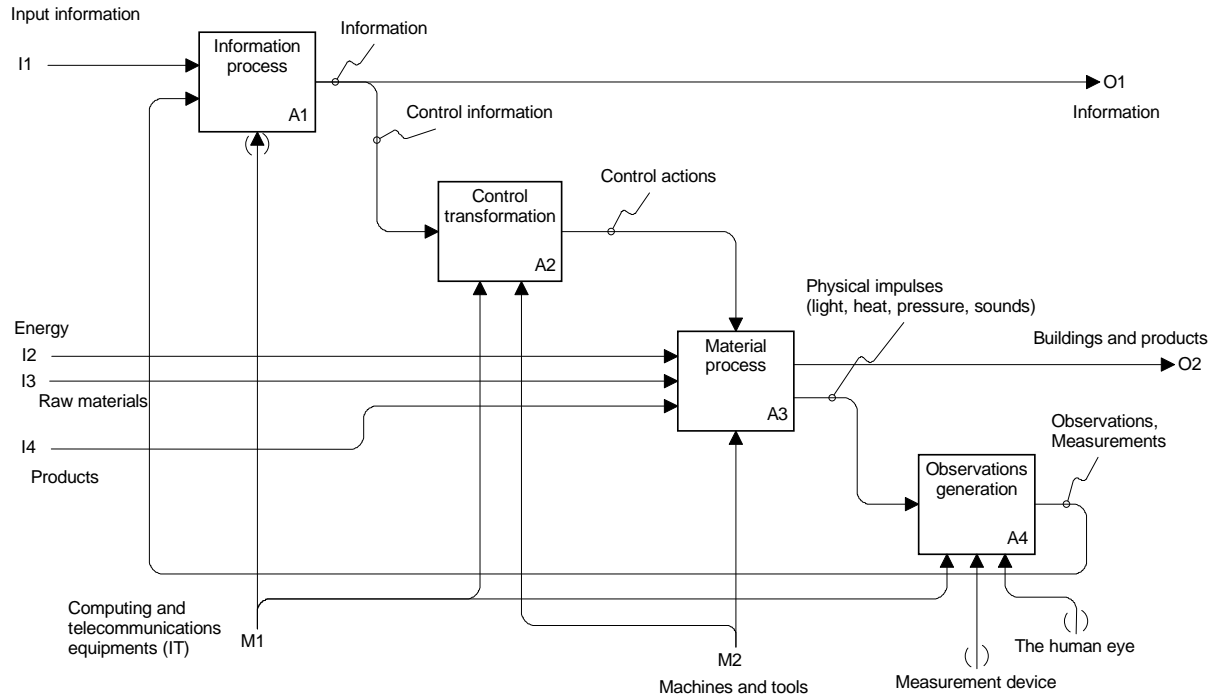 Input information
I1
Information
process
A1
Information
O1
Information
Control information
Control
transformation
A2
Control actions
Physical impulses
(light, heat, pressure, sounds)
Energy
I2
I3
Raw materials
I4
Products
Material
process
A3
Buildings and products
O2
Observations,
Measurements
Observations
generation
A4
Computing and
telecommunications
equipments (IT)
M1
M2
Machines and tools
The human eye
Measurement device